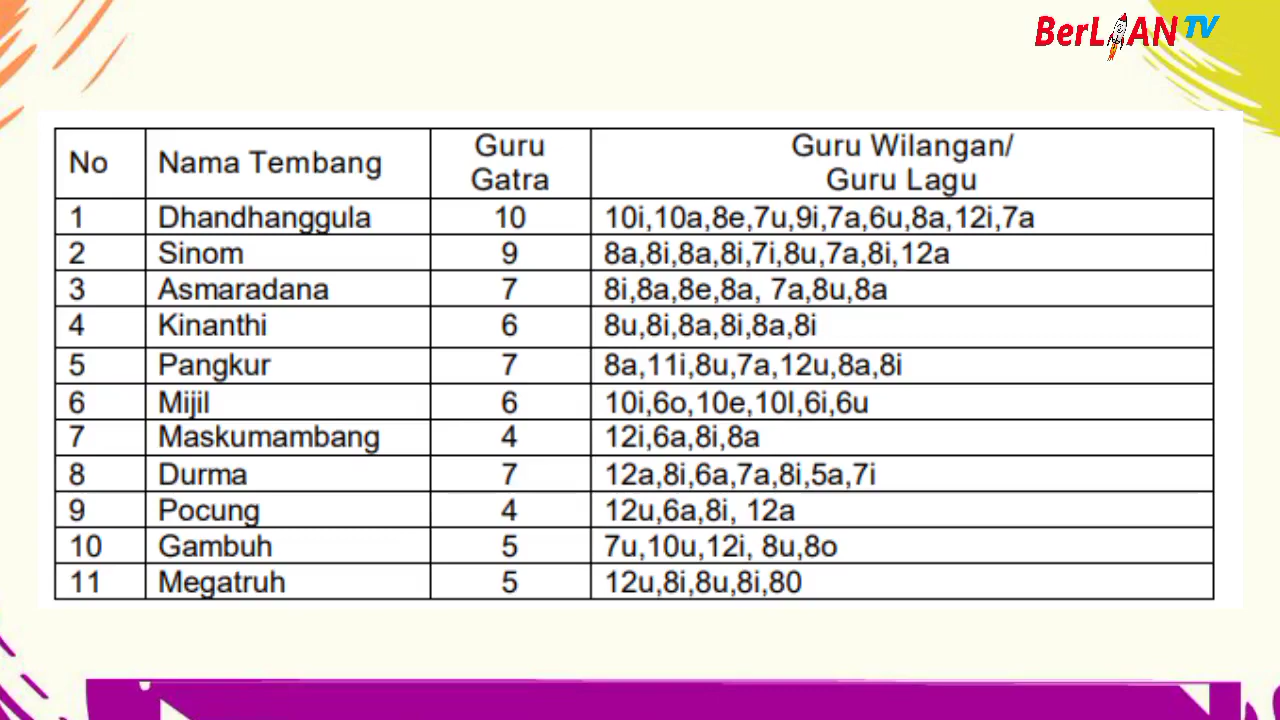 BerLIAN TV
No Nama Tembang Guru Gatra Guru Wilangan/ Guru Lagu
1 Dhandhanggula 10 10i,10a,8e,7u,9i,7a,6u,8a,12i,7a
2 Sinom 9 8a,8i,8a,8i,7i,8u,7a,8i,12a
3 Asmaradana 7 8i,8a,8e,8a, 7a,8u,8a
4 Kinanthi 6 8u,8i,8a,8i,8a,8i
5 Pangkur 7 8a,11i,8u,7a,12u,8a,8i
6 Mijil 6 10i,6o,10e,10l,6i,6u
7 Maskumambang 4 12i,6a,8i,8a
8 Durma 7 12a,8i,6a,7a,8i,5a,7i
9 Pocung 4 12u,6a,8i, 12a
10 Gambuh 5 7u,10u,12i, 8u,8o
11 Megatruh 5 12u,8i,8u,8i,80